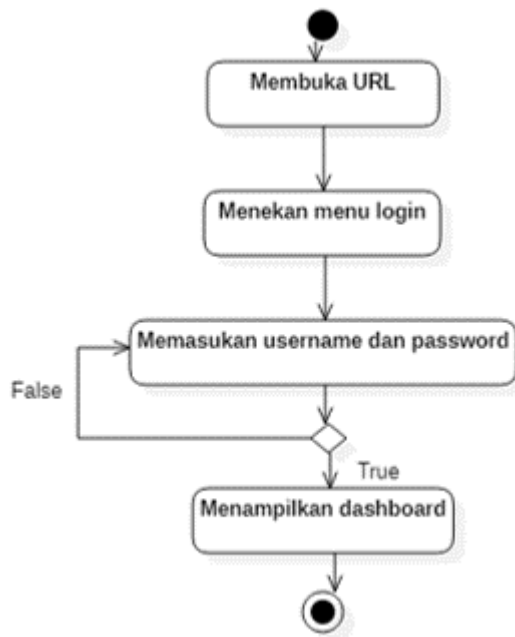 Membuka URL
Menekan menu login
Memasukan username dan password
False
True
Menampilkan dashboard